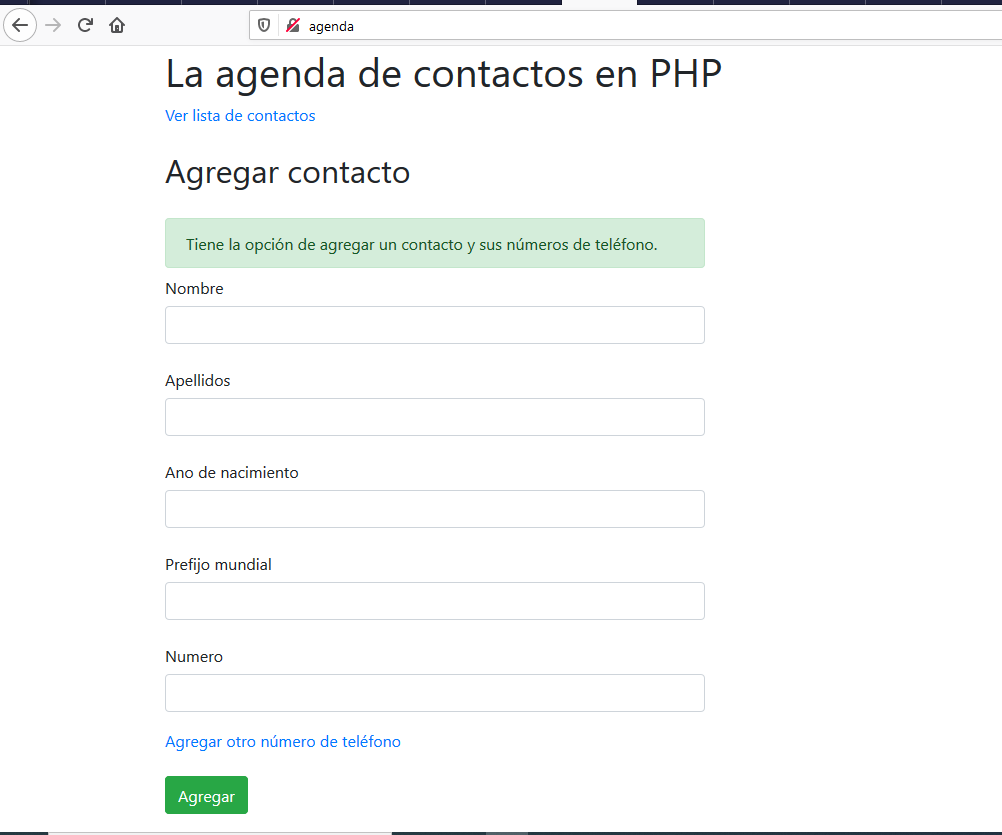 agenda
La agenda de contactos en PHP
Ver lista de contactos
Agregar contacto
Tiene la opción de agregar un contacto y sus números de teléfono.
Nombre
Apellidos
Ano de nacimiento
Prefijo mundial
Numero
Agregar otro número de teléfono
Agregar